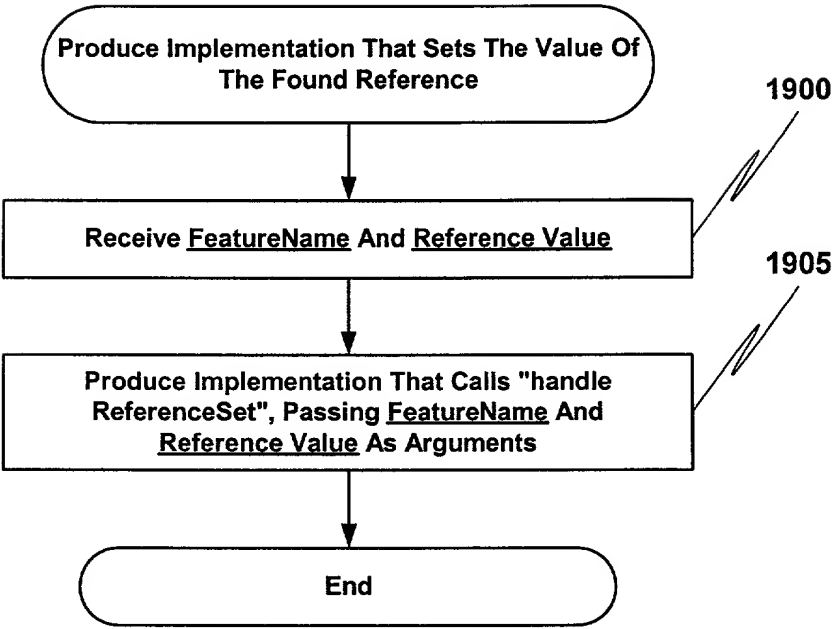 Produce Implementation That Sets The Value Of
The Found Reference
1900
Receive FeatureName And Reference Value
1905
Produce Implementation That Calls "handle
ReferenceSet", Passing FeatureName And
Reference Value As Arguments
End